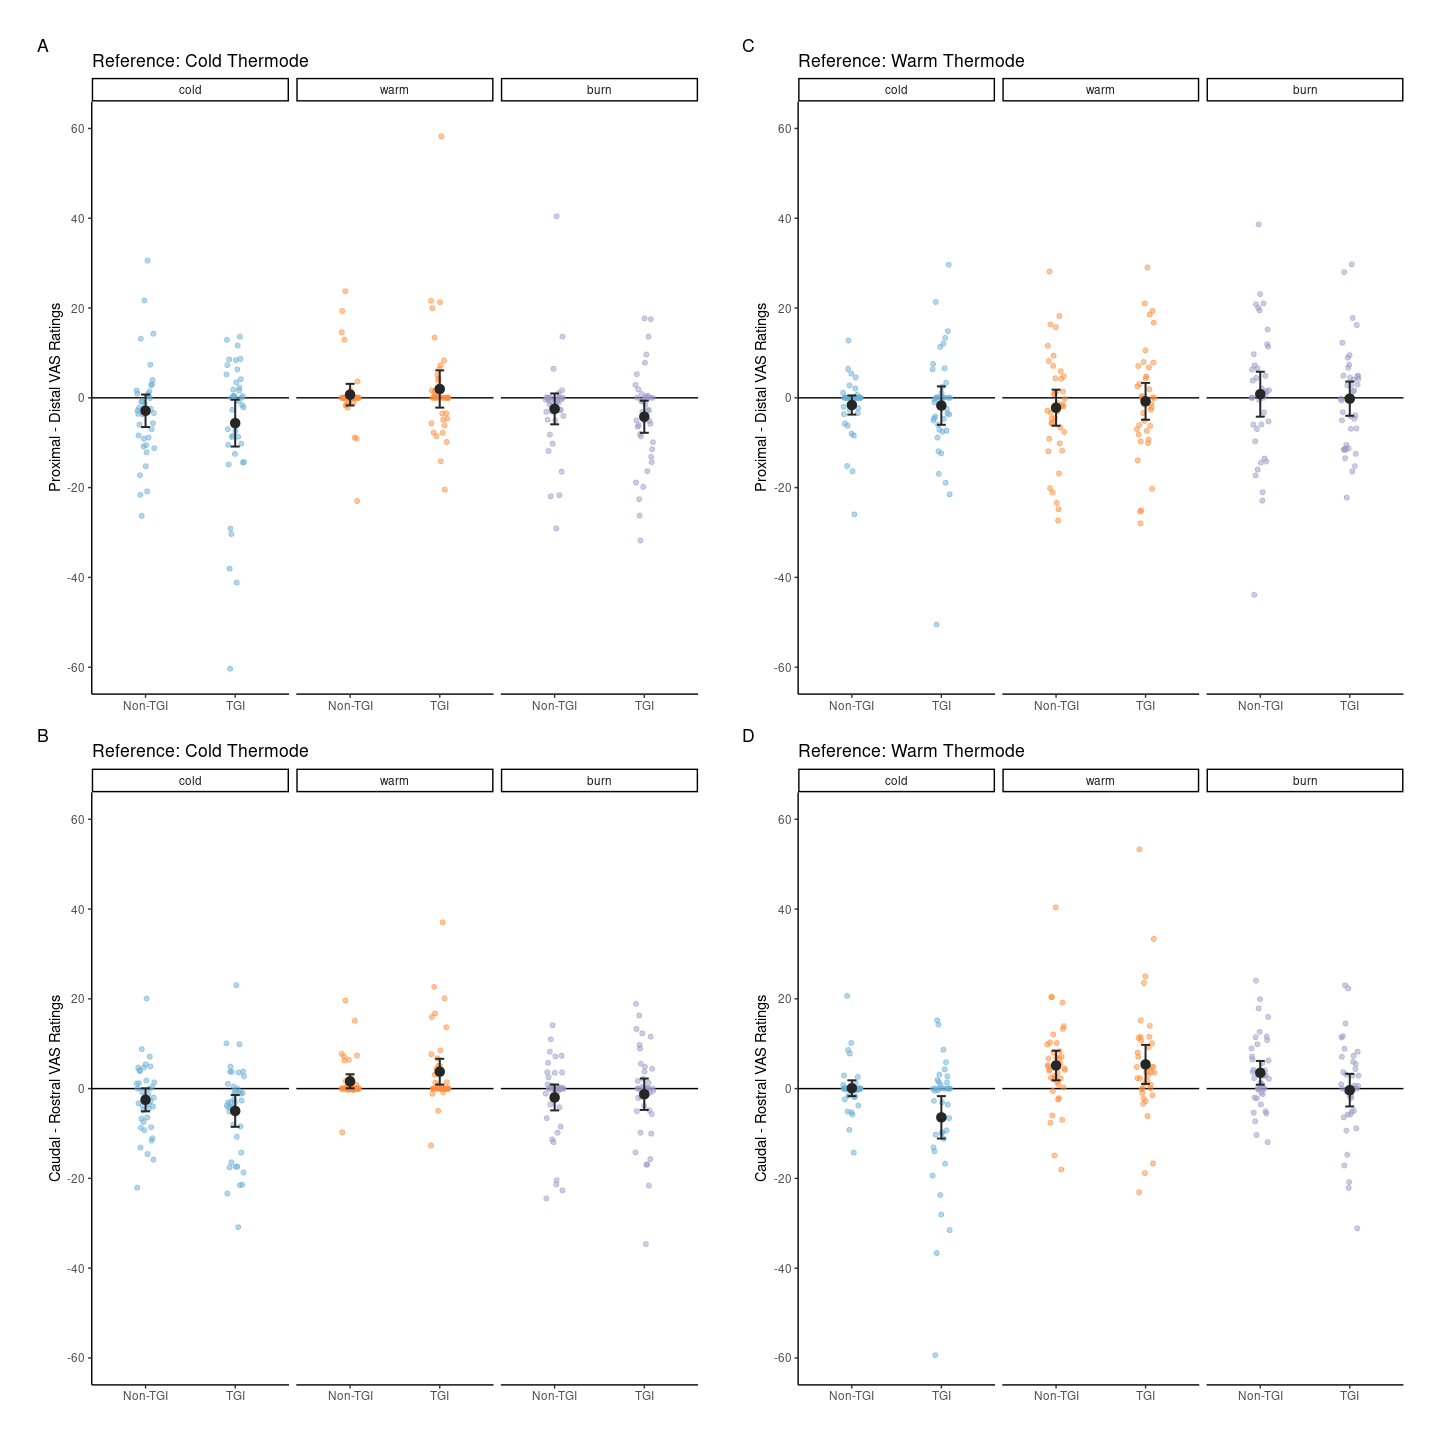 A
Reference: Cold Thermode
cold warm burn
Proximal - Distal VAS Ratings
60
40
20
0
-20
-40
-60
Non-TGI TGI Non-TGI TGI Non-TGI TGI
C
Reference: Warm Thermode
cold warm burn
Proximal - Distal VAS Ratings
60
40
20
0
-20
-40
-60
Non-TGI TGI Non-TGI TGI Non-TGI TGI
B
Reference: Cold Thermode
cold warm burn
Caudal - Rostral VAS Ratings
60
40
20
0
-20
-40
-60
Non-TGI TGI Non-TGI TGI Non-TGI TGI
D
Reference: Warm Thermode
cold warm burn
Caudal - Rostral VAS Ratings
60
40
20
0
-20
-40
-60
Non-TGI TGI Non-TGI TGI Non-TGI TGI